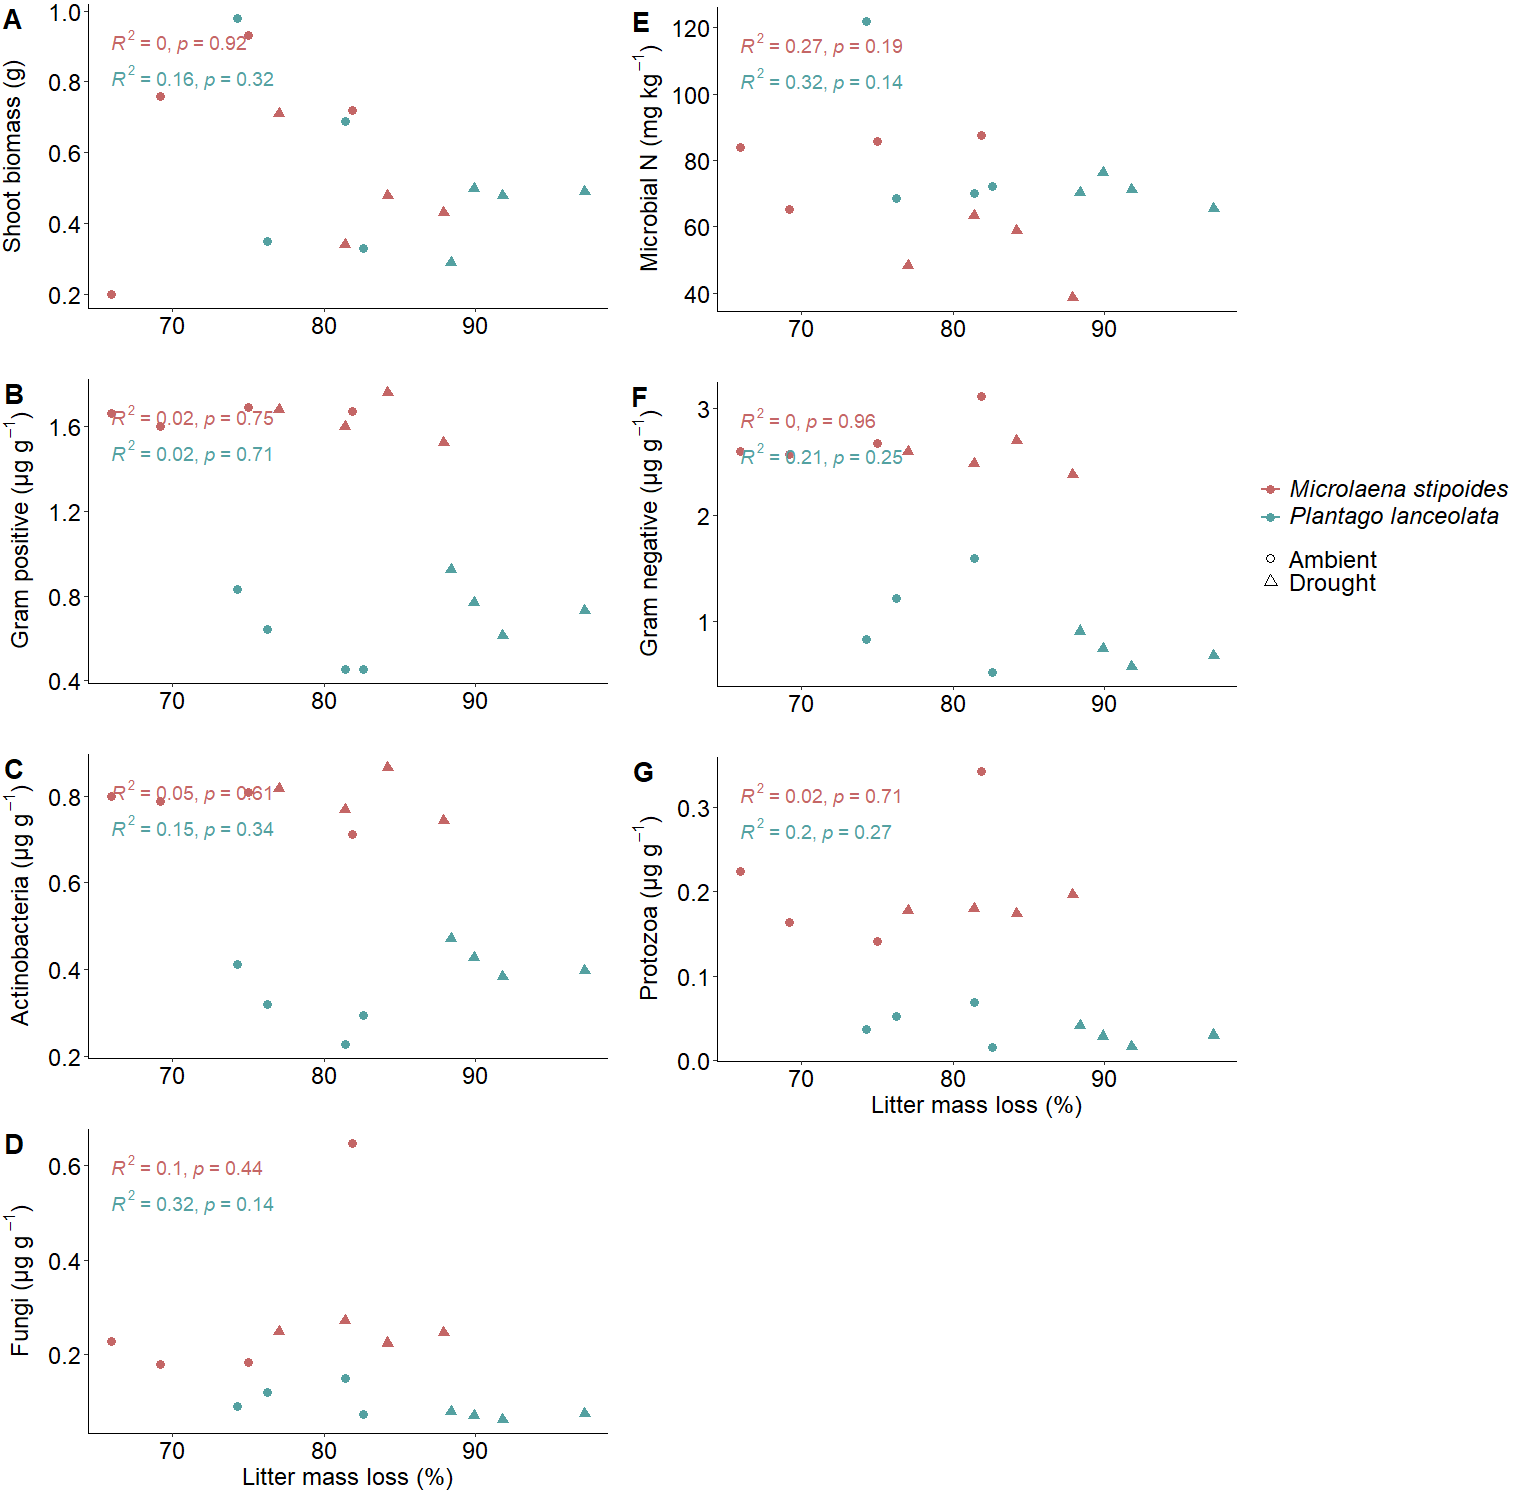 A
Shoot biomass (g)
1.0
0.8
0.6
0.4
0.2
R² = 0, p = 0.92
R² = 0.16, p = 0.32
70 80 90
B
Gram positive (µg g⁻¹)
1.6
1.2
0.8
0.4
R² = 0.02, p = 0.75
R² = 0.02, p = 0.71
70 80 90
C
Actinobacteria (µg g⁻¹)
0.8
0.6
0.4
0.2
R² = 0.05, p = 0.61
R² = 0.15, p = 0.34
70 80 90
D
Fungi (µg g⁻¹)
0.6
0.4
0.2
R² = 0.1, p = 0.44
R² = 0.32, p = 0.14
70 80 90
Litter mass loss (%)
E
Microbial N (mg kg⁻¹)
120
100
80
60
40
R² = 0.27, p = 0.19
R² = 0.32, p = 0.14
70 80 90
F
Gram negative (µg g⁻¹)
3
2
1
R² = 0, p = 0.96
R² = 0.21, p = 0.25
70 80 90
G
Protozoa (µg g⁻¹)
0.3
0.2
0.1
0.0
R² = 0.02, p = 0.71
R² = 0.2, p = 0.27
70 80 90
Litter mass loss (%)
Microlaena stipoides
Plantago lanceolata
Ambient
Drought